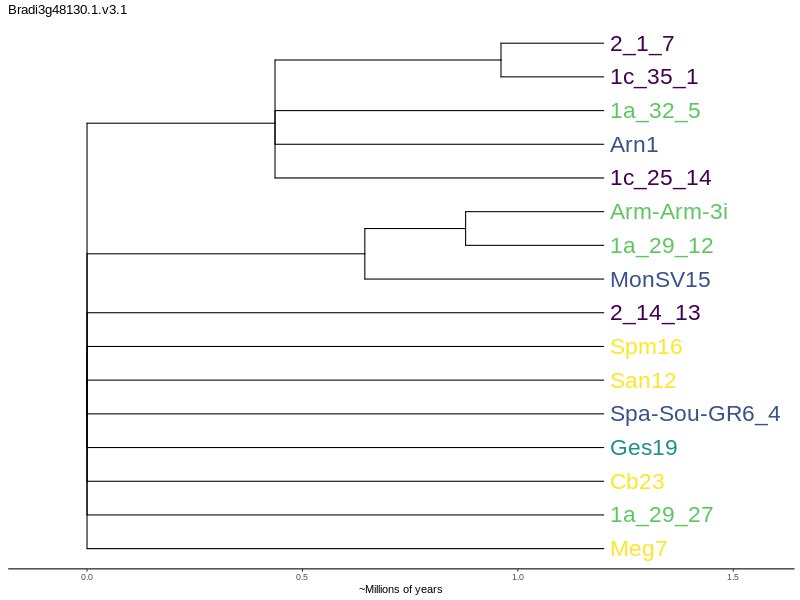 Bradi3g48130.1.v3.1
2_1_7
1c_35_1
1a_32_5
Arn1
1c_25_14
Arm-Arm-3i
1a_29_12
MonSV15
2_14_13
Spm16
San12
Spa-Sou-GR6_4
Ges19
Cb23
1a_29_27
Meg7
0.0 0.5 1.0 1.5
~Millions of years